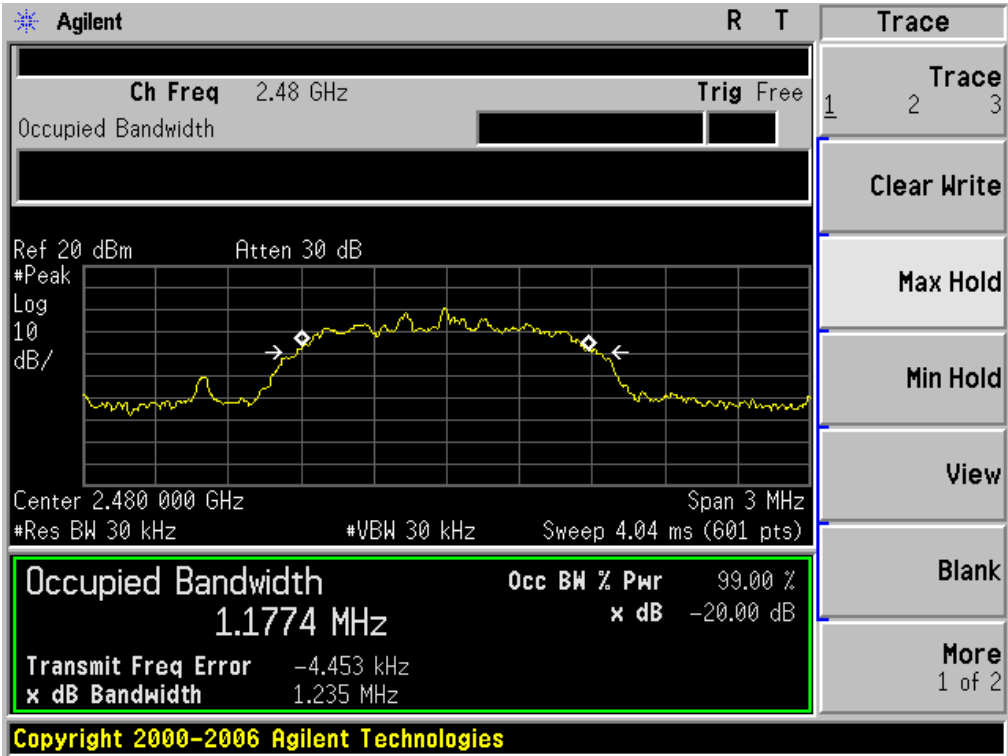 Agilent R T Trace
Ch Freq 2.48 GHz Trig Free
Occupied Bandwidth
Trace
1 2 3
Clear Write
Max Hold
Min Hold
View
Blank
More
1 of 2
Ref 20 dBm Atten 30 dB
#Peak
Log
10
dB/
Center 2.480 000 GHz Span 3 MHz
#Res BW 30 kHz #VBW 30 kHz Sweep 4.04 ms (601 pts)
Occupied Bandwidth Occ BW % Pwr 99.00 %
1.1774 MHz x dB -20.00 dB
Transmit Freq Error -4.453 kHz
x dB Bandwidth 1.235 MHz
Copyright 2000-2006 Agilent Technologies